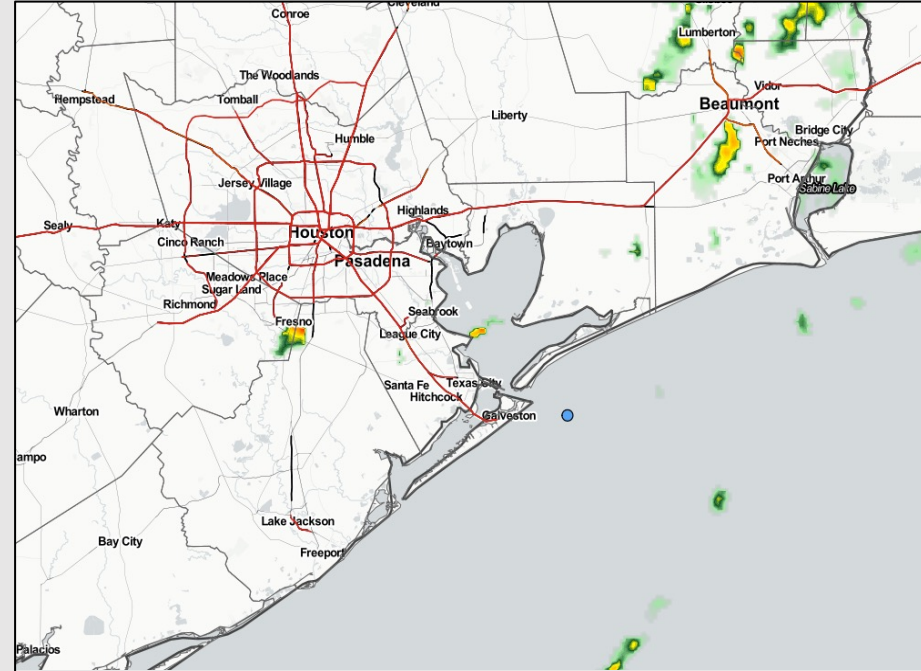 Conroe
Cleveland
Lumberton
The Woodlands
Hempstead
Tomball
Vidor
Beaumont
Liberty
Humble
Bridge City
Port Neches
Jersey Village
Port Arthur
Sabine Lake
Highlands
Sealy
Katy
Houston
Cinco Ranch
Baytown
Pasadena
Meadows Place
Sugar Land
Richmond
Seabrook
Fresno
League City
Santa Fe
Texas City
Hitchcock
Wharton
Galveston
ampo
Lake Jackson
Bay City
Freeport
Palacios